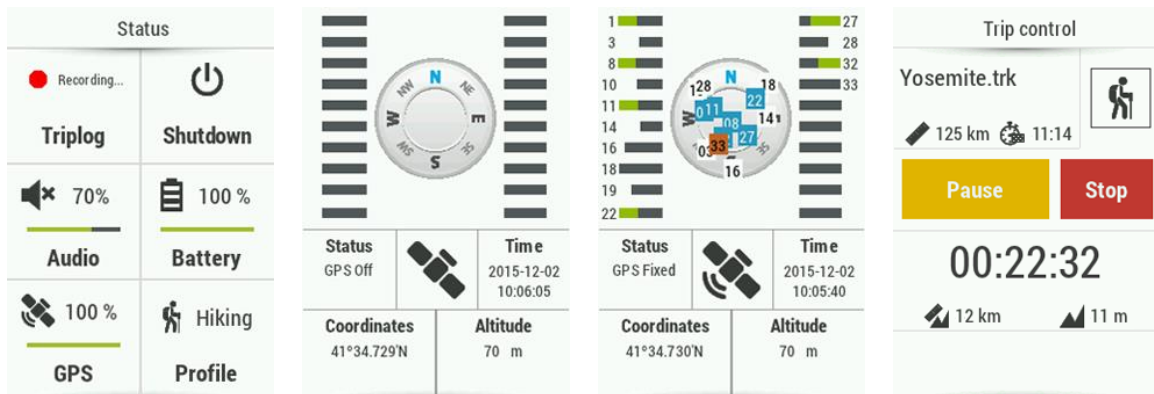 Status
Recording...
Triplog
Shutdown
70%
100 %
Audio
Battery
100 %
Hiking
GPS
Profile
N
NE
E
SE
S
SW
W
NW
Status
GPS Off
Time
2015-12-02
10:06:05
Coordinates
41°34.729'N
Altitude
70 m
1
3
8
10
11
14
16
18
19
22
27
28
32
33
N
28
18
22
11
W
08
14
27
33
03
16
Status
GPS Fixed
Time
2015-12-02
10:05:40
Coordinates
41°34.730'N
Altitude
70 m
Trip control
Yosemite.trk
125 km
11:14
Pause
Stop
00:22:32
12 km
11 m